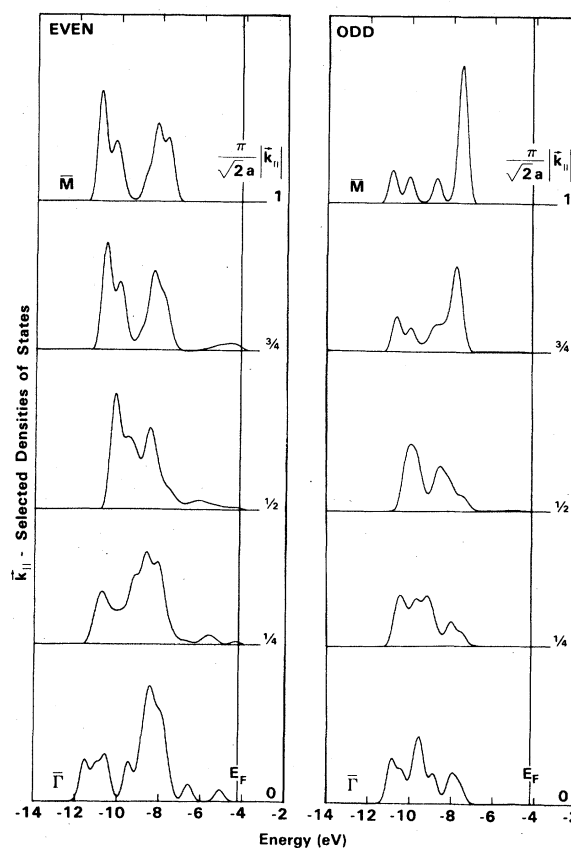 EVEN
ODD
π/√2a |k⃗||| 
M̄
1
π/√2a |k⃗|||
M̄
1
3/4
3/4
1/2
1/2
1/4
1/4
Γ̄
E_F
0
Γ̄
E_F
0
-14 -12 -10 -8 -6 -4 -2
-14 -12 -10 -8 -6 -4 -2
Energy (eV)
k⃗|| - Selected Densities of States